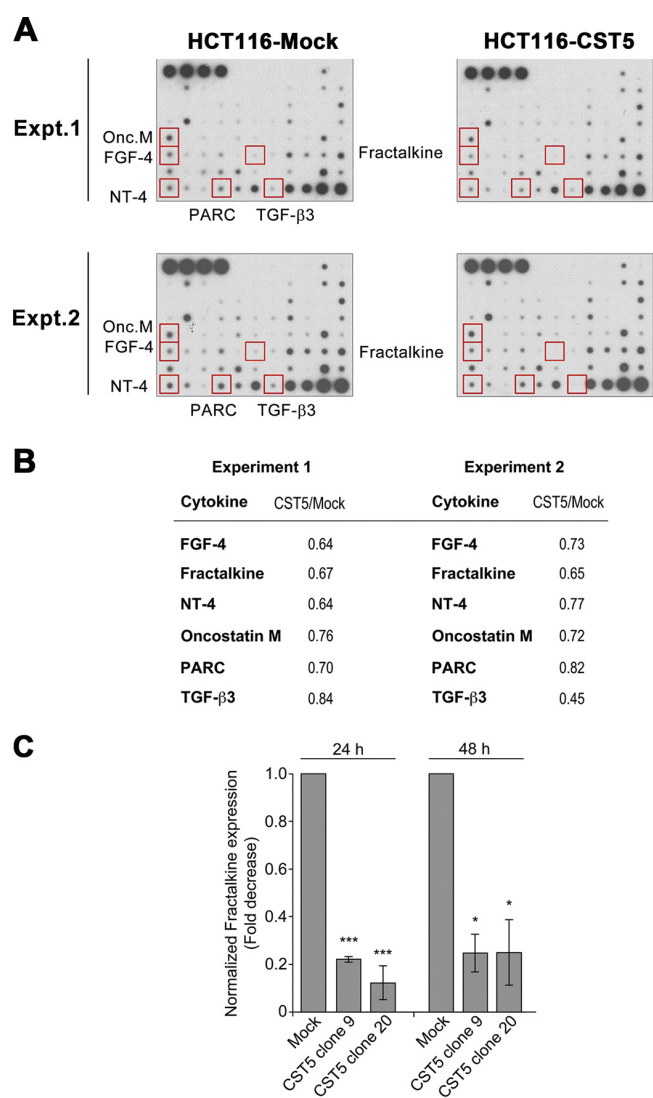 A
HCT116-Mock HCT116-CST5
Expt.1
Onc.M
FGF-4
Fractalkine
NT-4
PARC TGF-β3
Expt.2
Onc.M
FGF-4
Fractalkine
NT-4
PARC TGF-β3
B
Experiment 1 Experiment 2
Cytokine CST5/Mock Cytokine CST5/Mock
FGF-4 0.64 FGF-4 0.73
Fractalkine 0.67 Fractalkine 0.65
NT-4 0.64 NT-4 0.77
Oncostatin M 0.76 Oncostatin M 0.72
PARC 0.70 PARC 0.82
TGF-β3 0.84 TGF-β3 0.45
C
24 h 48 h
Normalized Fractalkine expression
(Fold decrease)
1.0
0.8
0.6
0.4
0.2
0
*** *** * *
Mock CST5 clone 9 CST5 clone 20 Mock CST5 clone 9 CST5 clone 20